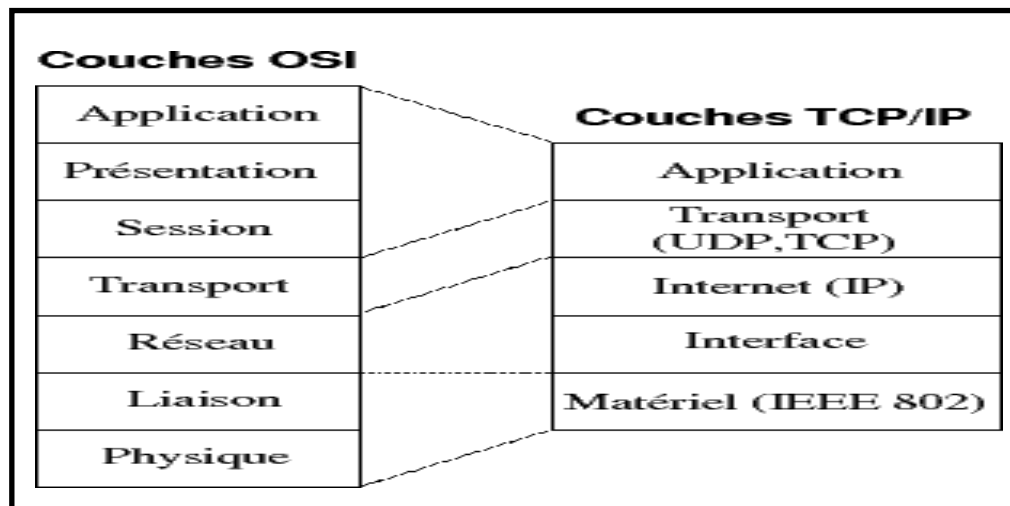 Couches OSI
Application
Présentation
Session
Transport
Réseau
Liaison
Physique
Couches TCP/IP
Application
Transport
(UDP,TCP)
Internet (IP)
Interface
Matériel (IEEE 802)